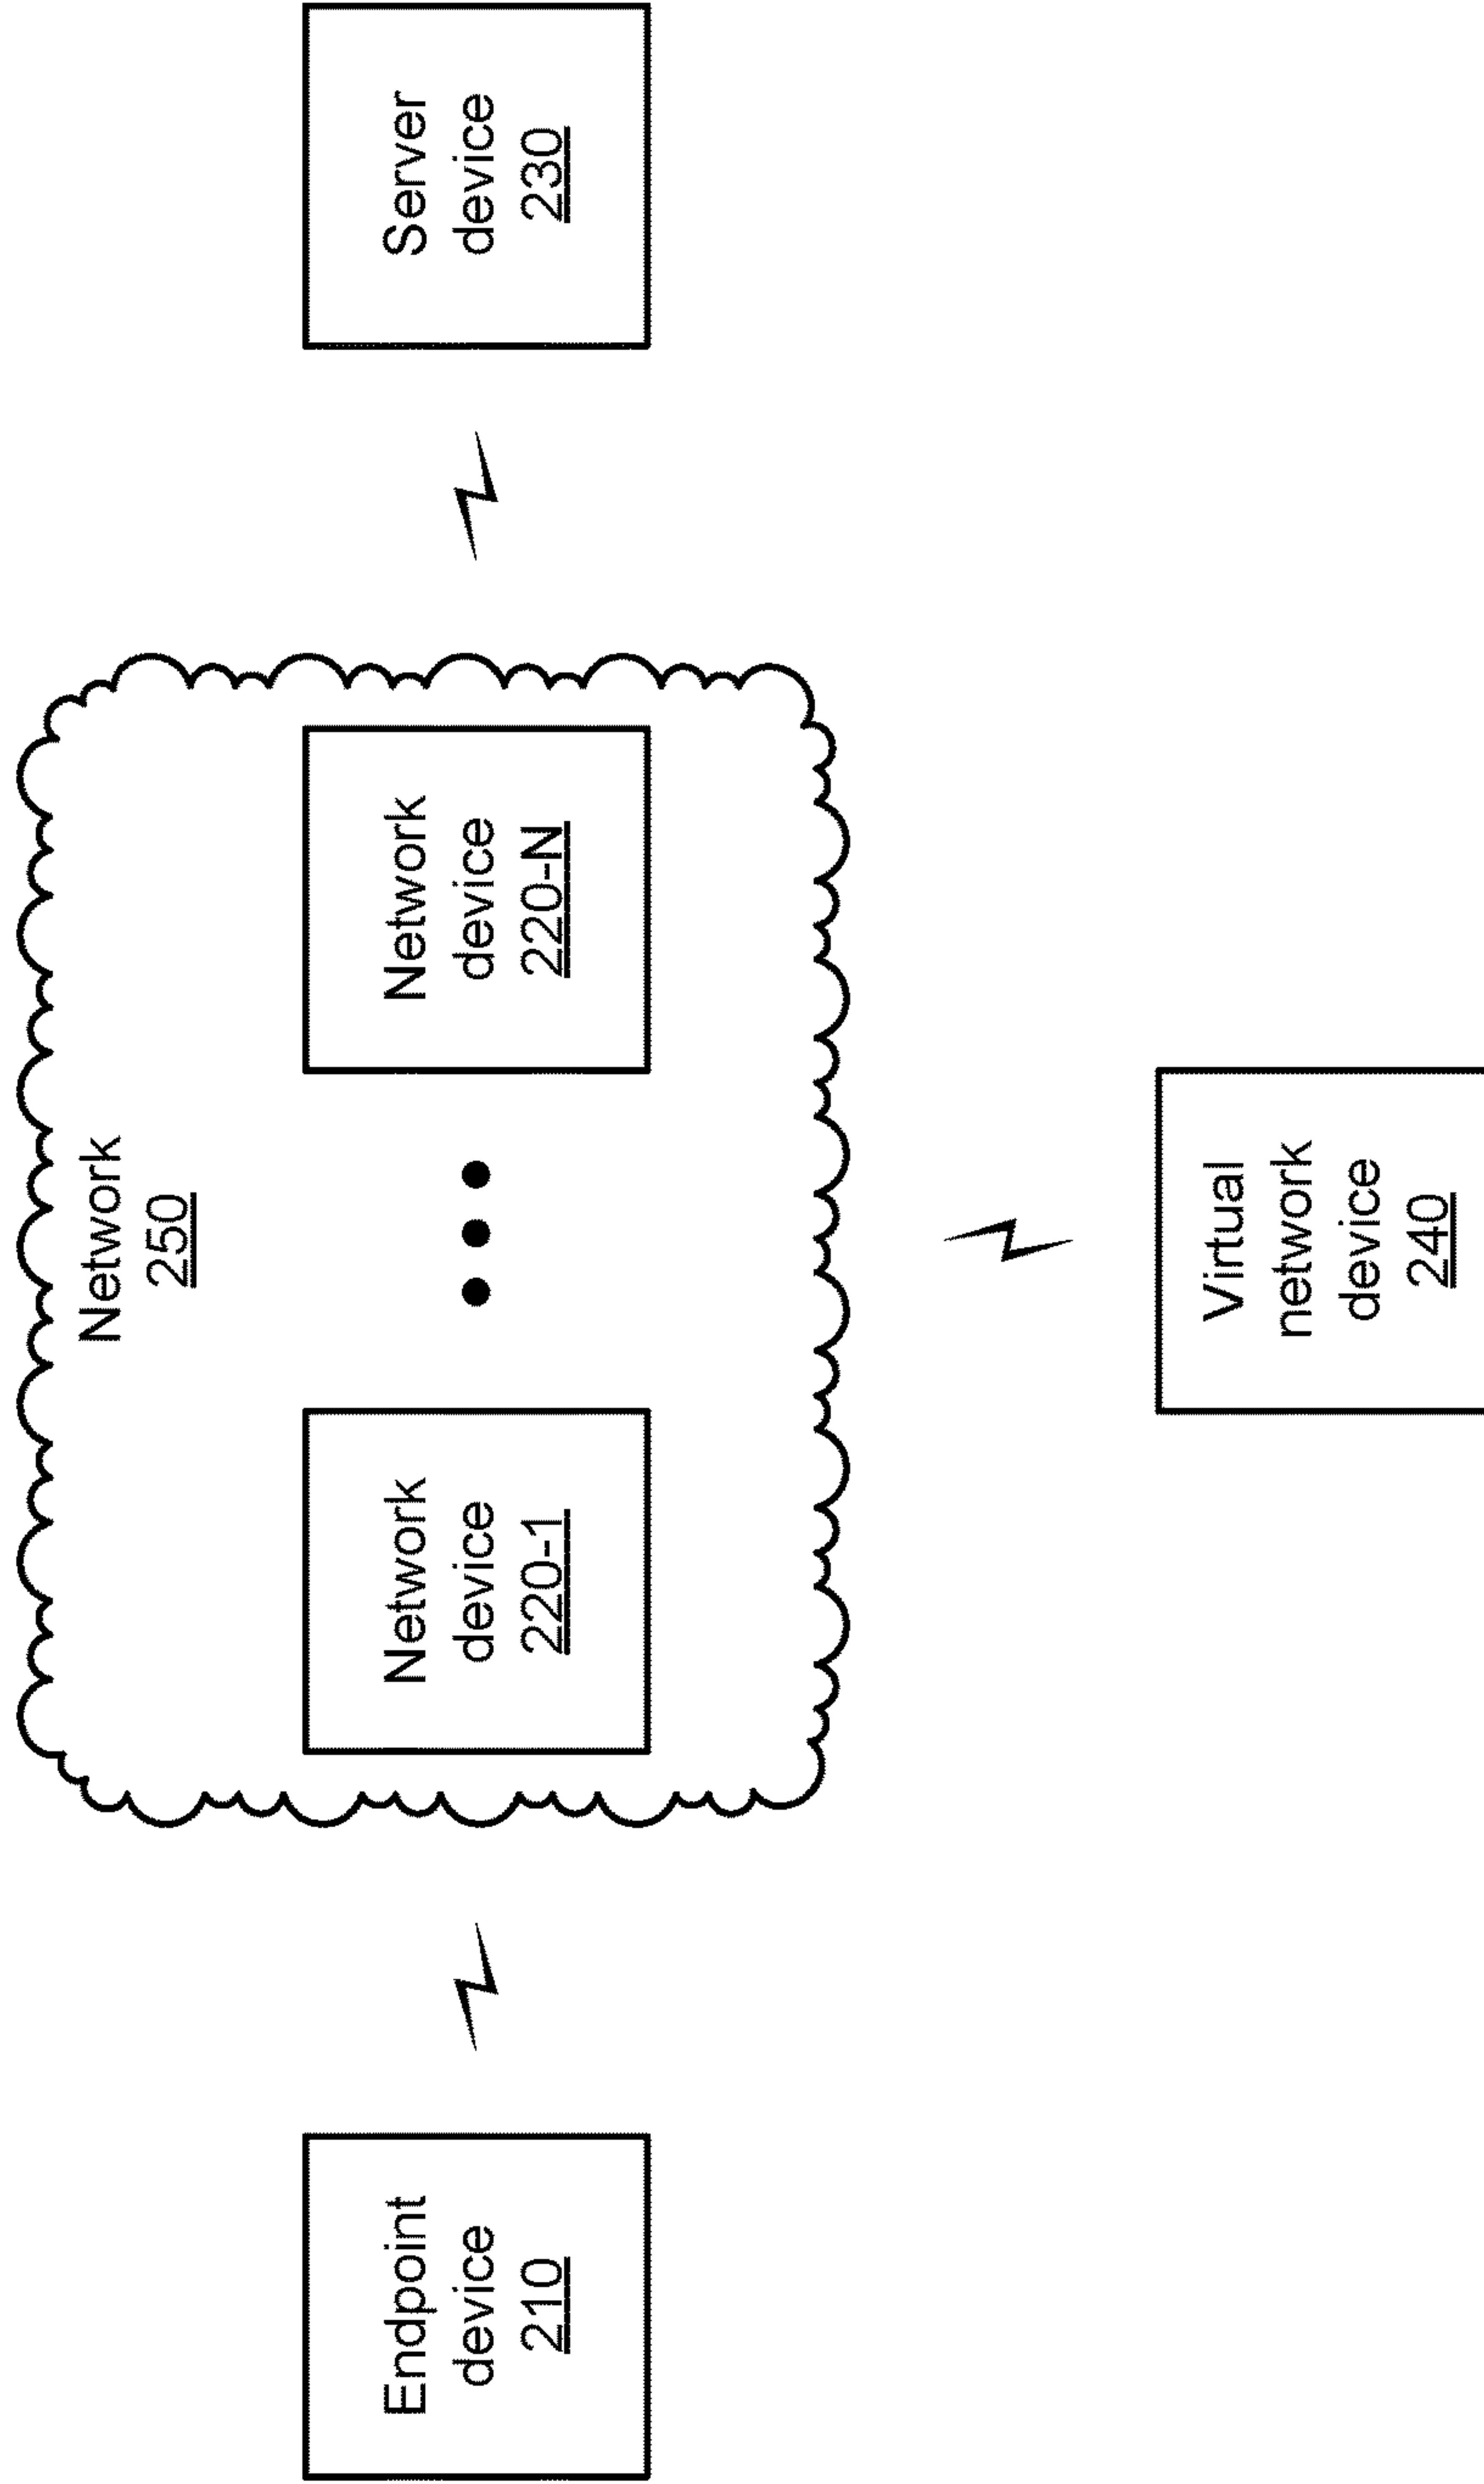 Network
250
Endpoint
device
210
Network
device
220-1
Network
device
220-N
Server
device
230
Virtual
network
device
240